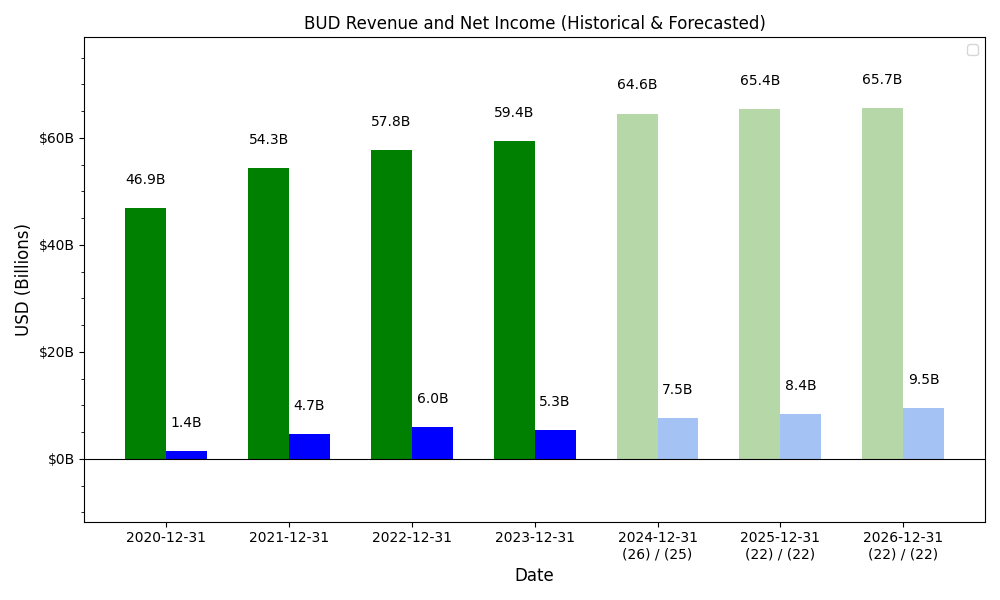 BUD Revenue and Net Income (Historical & Forecasted)
USD (Billions)
$60B
$40B
$20B
$0B
46.9B
1.4B
54.3B
4.7B
57.8B
6.0B
59.4B
5.3B
64.6B
7.5B
65.4B
8.4B
65.7B
9.5B
2020-12-31
2021-12-31
2022-12-31
2023-12-31
2024-12-31
(26) / (25)
2025-12-31
(22) / (22)
2026-12-31
(22) / (22)
Date